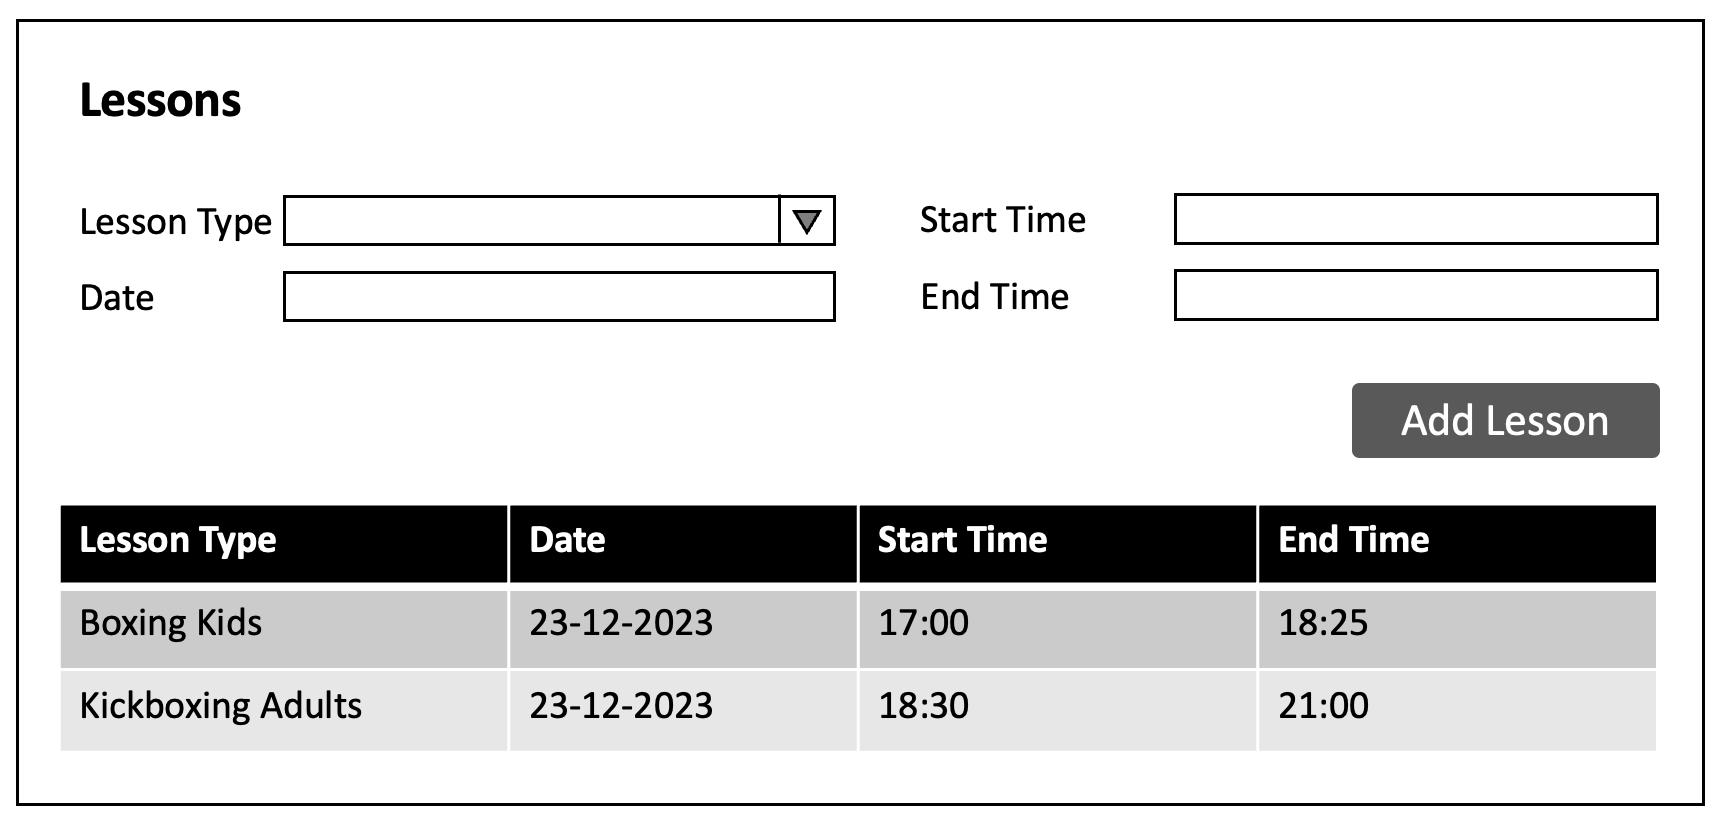 Lessons
Lesson Type
Start Time
Date
End Time
Add Lesson
Lesson Type Date Start Time End Time
Boxing Kids 23-12-2023 17:00 18:25
Kickboxing Adults 23-12-2023 18:30 21:00